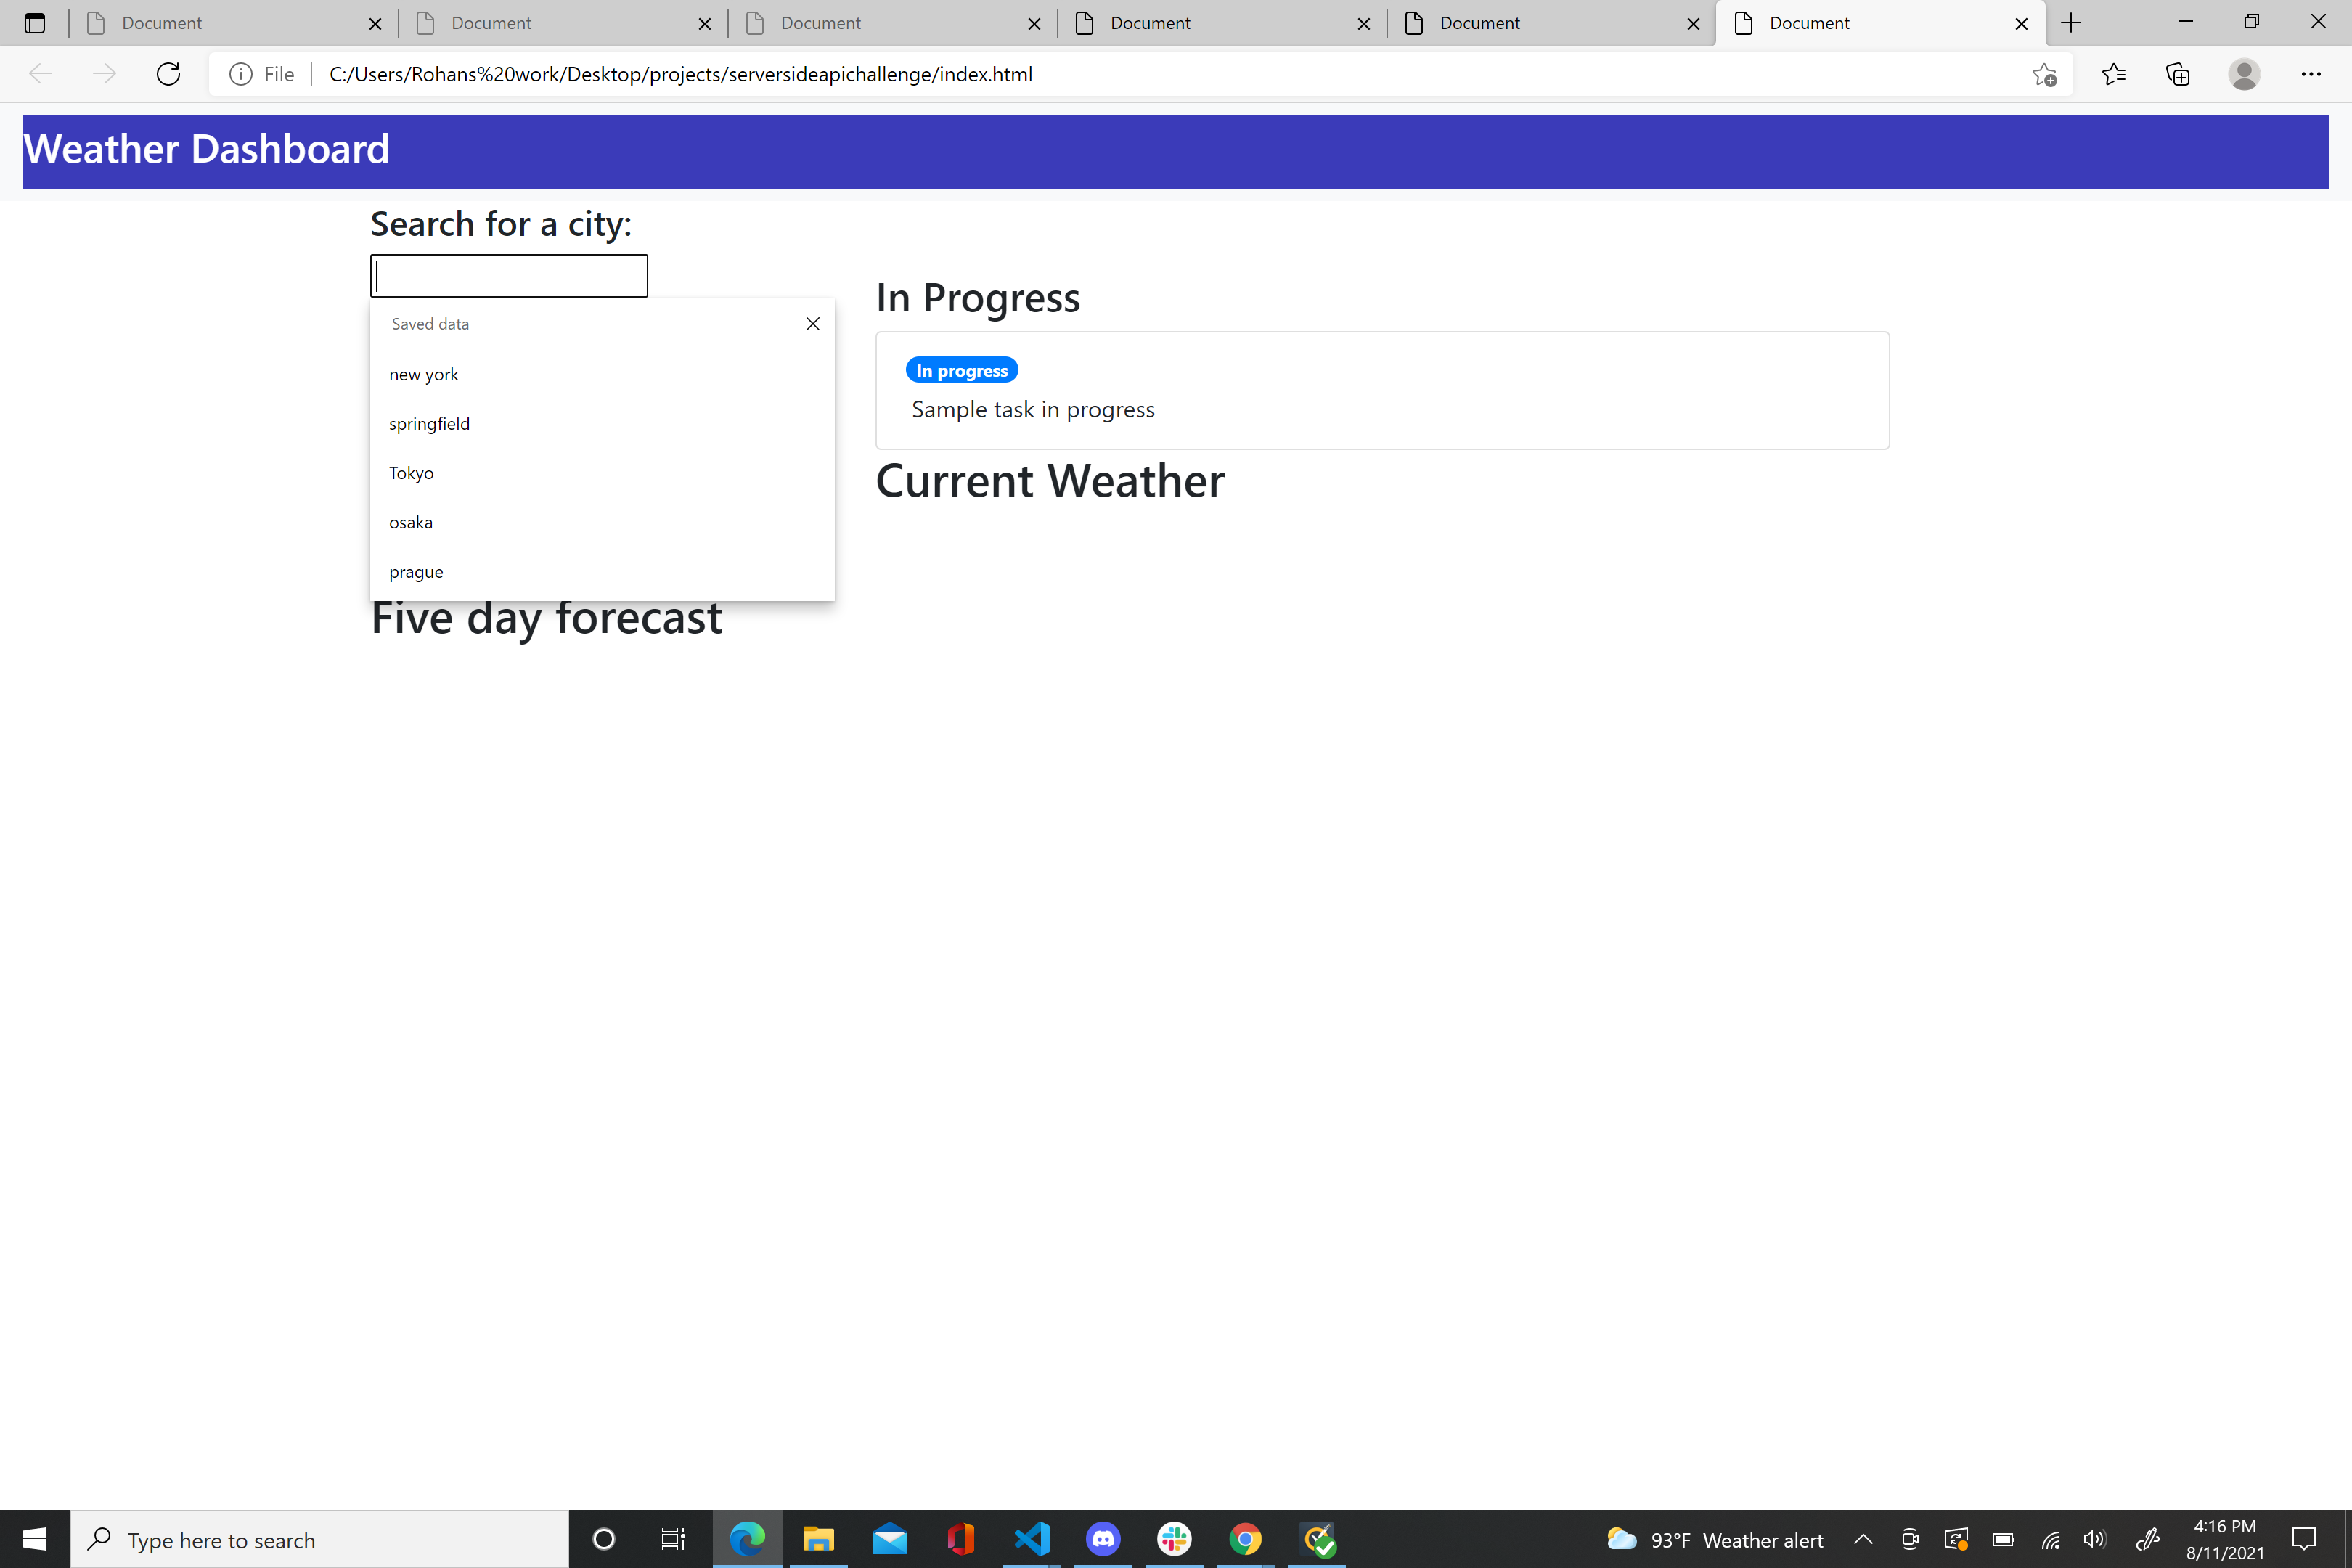 Document
Document
Document
Document
Document
Document
File
C:/Users/Rohans%20work/Desktop/projects/serversideapichallenge/index.html
Weather Dashboard
Search for a city:
Saved data
new york
springfield
Tokyo
osaka
prague
In Progress
In progress
Sample task in progress
Current Weather
Five day forecast
Type here to search
93°F Weather alert
4:16 PM
8/11/2021